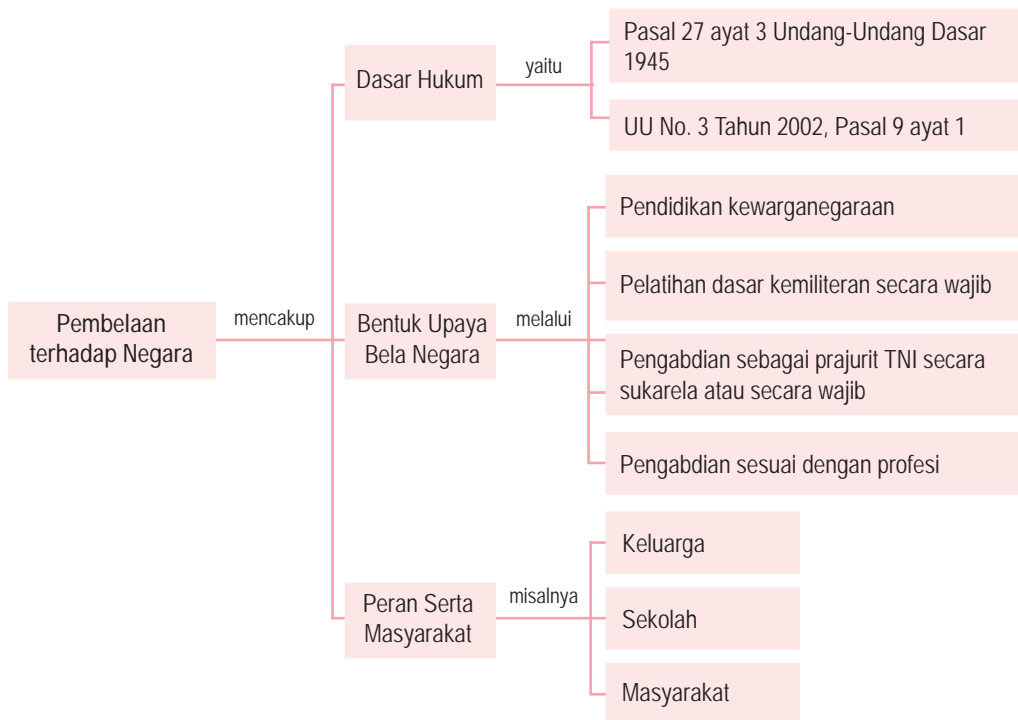 Pembelaan
terhadap Negara
mencakup
Dasar Hukum
yaitu
Pasal 27 ayat 3 Undang-Undang Dasar
1945
UU No. 3 Tahun 2002, Pasal 9 ayat 1
Bentuk Upaya
Bela Negara
melalui
Pendidikan kewarganegaraan
Pelatihan dasar kemiliteran secara wajib
Pengabdian sebagai prajurit TNI secara
sukarela atau secara wajib
Pengabdian sesuai dengan profesi
Peran Serta
Masyarakat
misalnya
Keluarga
Sekolah
Masyarakat